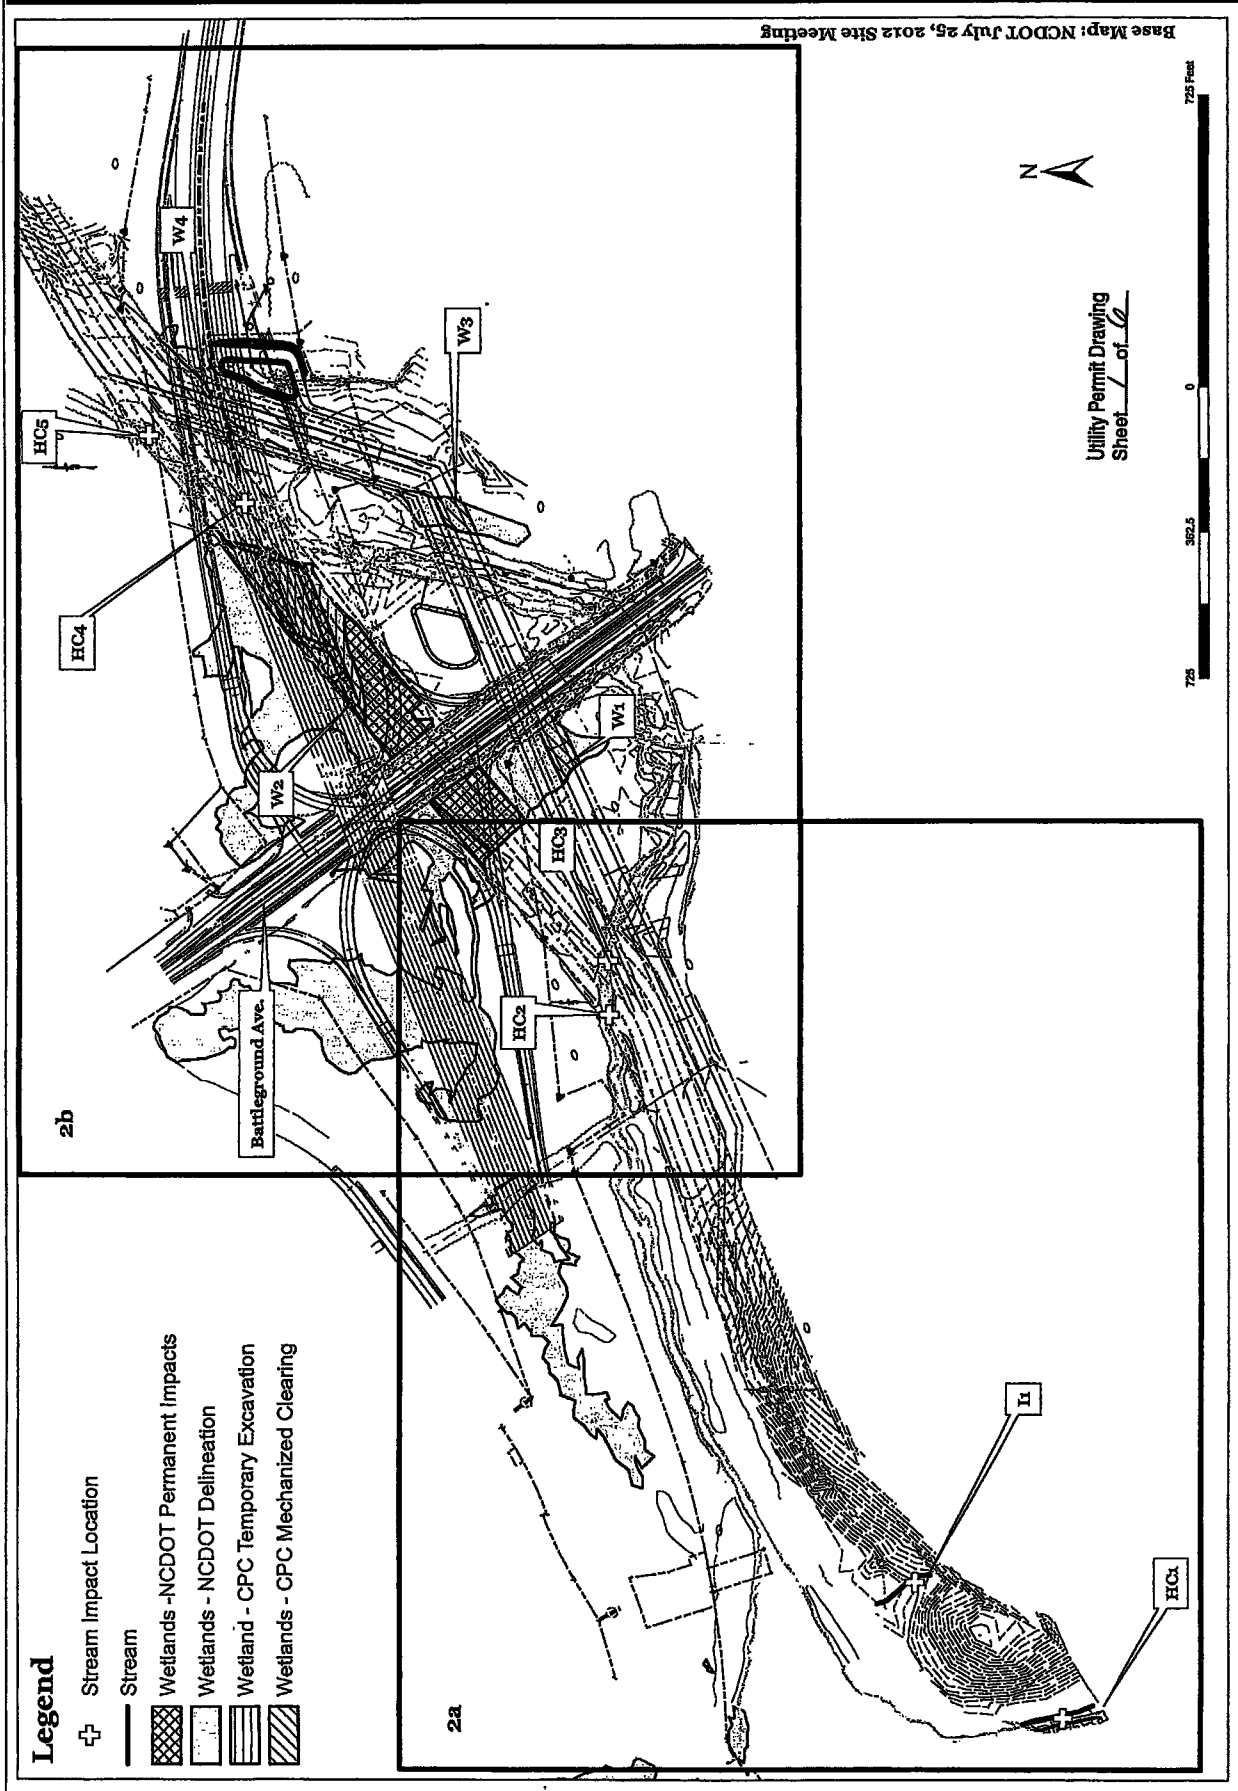 Legend
Stream Impact Location
Stream
Wetlands -NCDOT Permanent Impacts
Wetlands - NCDOT Delineation
Wetland - CPC Temporary Excavation
Wetlands - CPC Mechanized Clearing
2b
2a
Battleground Ave.
HC4
HC5
W4
W2
W3
W1
HC3
HC2
I1
HC1
N
Utility Permit Drawing
Sheet 1 of 6
725
362.5
0
725 Feet
Base Map: NCDOT July 25, 2012 Site Meeting